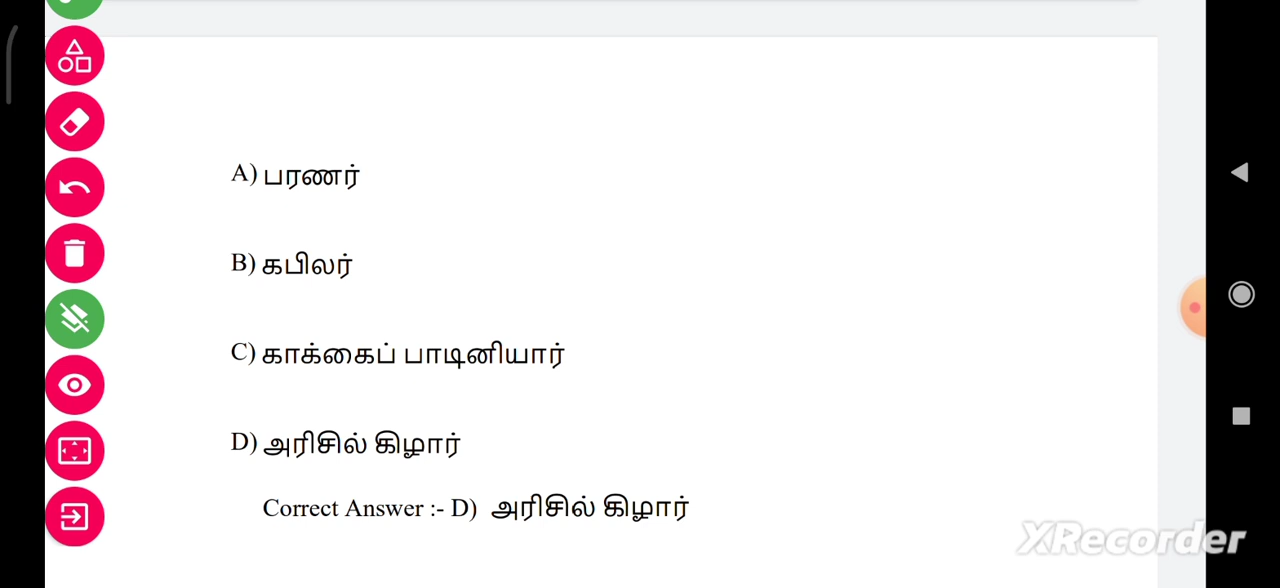 A) பரணர்
B) கபிலர்
C) காக்கைப் பாடினியார்
D) அரிசில் கிழார்
Correct Answer :- D) அரிசில் கிழார்
XRecorder